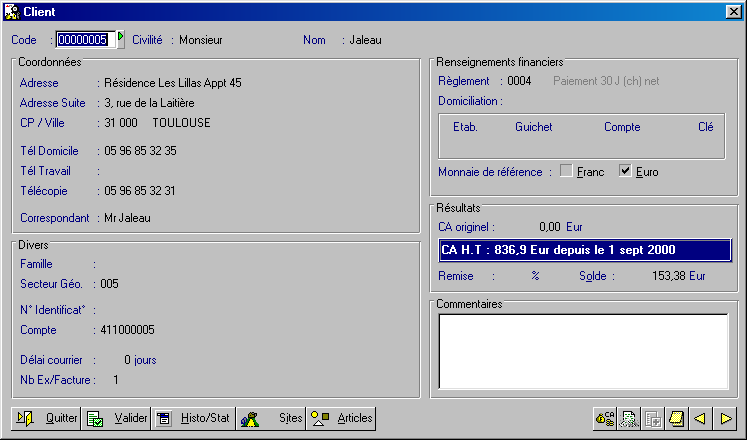 Client
Code : 00000005 Civilité : Monsieur Nom : Jaleau
Coordonnées
Adresse : Résidence Les Lillas Appt 45
Adresse Suite : 3, rue de la Laitière
CP / Ville : 31 000 TOULOUSE
Tél Domicile : 05 96 85 32 35
Tél Travail :
Télécopie : 05 96 85 32 31
Correspondant : Mr Jaleau
Divers
Famille :
Secteur Géo. : 005
N° Identificat° :
Compte : 411000005
Délai courrier : 0 jours
Nb Ex/Facture : 1
Renseignements financiers
Règlement : 0004 Paiement 30 J (ch) net
Domiciliation :
Etab. Guichet Compte Clé
Monnaie de référence : Franc Euro
Résultats
CA originel : 0,00 Eur
CA H.T : 836,9 Eur depuis le 1 sept 2000
Remise : % Solde : 153,38 Eur
Commentaires
Quitter Valider Histo/Stat Sites Articles
CA